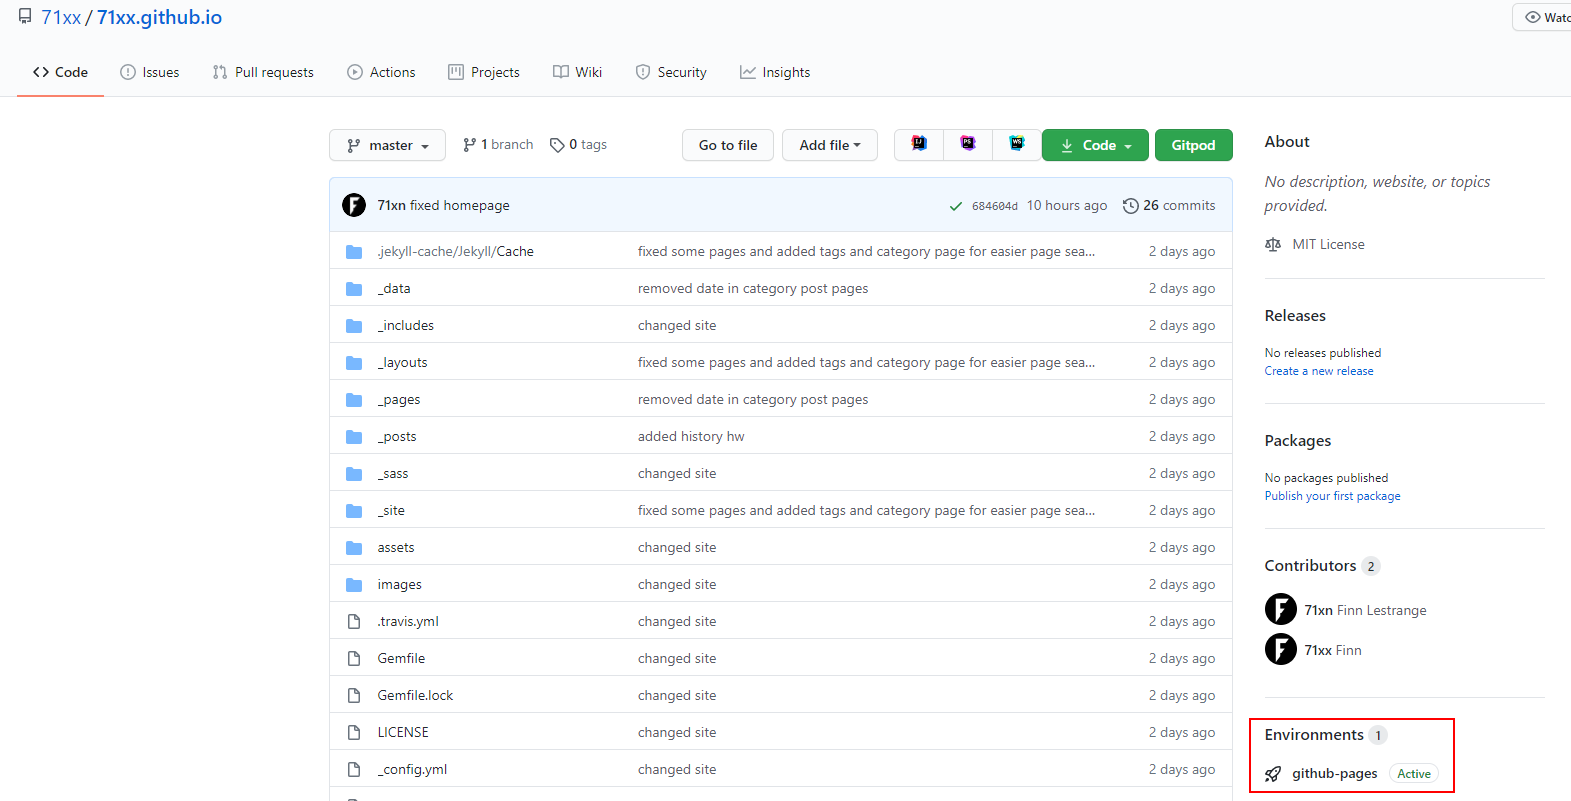 71xx / 71xx.github.io
Watc
Code Issues Pull requests Actions Projects Wiki Security Insights
master 1 branch 0 tags Go to file Add file IJ PS WS Code Gitpod
71xn fixed homepage 684604d 10 hours ago 26 commits
.jekyll-cache/Jekyll/Cache fixed some pages and added tags and category page for easier page sea... 2 days ago
_data removed date in category post pages 2 days ago
_includes changed site 2 days ago
_layouts fixed some pages and added tags and category page for easier page sea... 2 days ago
_pages removed date in category post pages 2 days ago
_posts added history hw 2 days ago
_sass changed site 2 days ago
_site fixed some pages and added tags and category page for easier page sea... 2 days ago
assets changed site 2 days ago
images changed site 2 days ago
.travis.yml changed site 2 days ago
Gemfile changed site 2 days ago
Gemfile.lock changed site 2 days ago
LICENSE changed site 2 days ago
_config.yml changed site 2 days ago
About
No description, website, or topics
provided.
MIT License
Releases
No releases published
Create a new release
Packages
No packages published
Publish your first package
Contributors 2
71xn Finn Lestrange
71xx Finn
Environments 1
github-pages Active